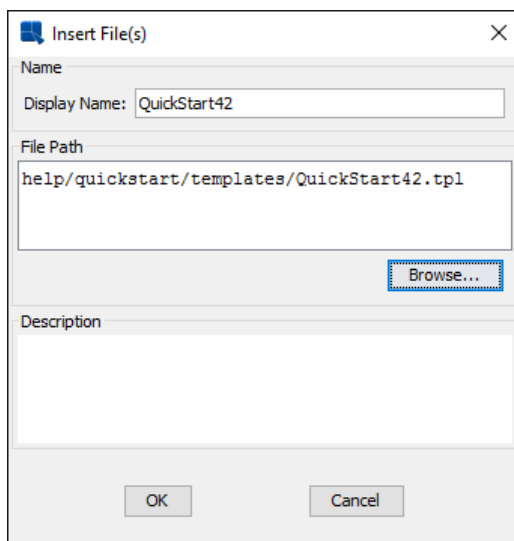 Insert File(s)
Name
Display Name: QuickStart42
File Path
help/quickstart/templates/QuickStart42.tpl
Browse...
Description
OK Cancel